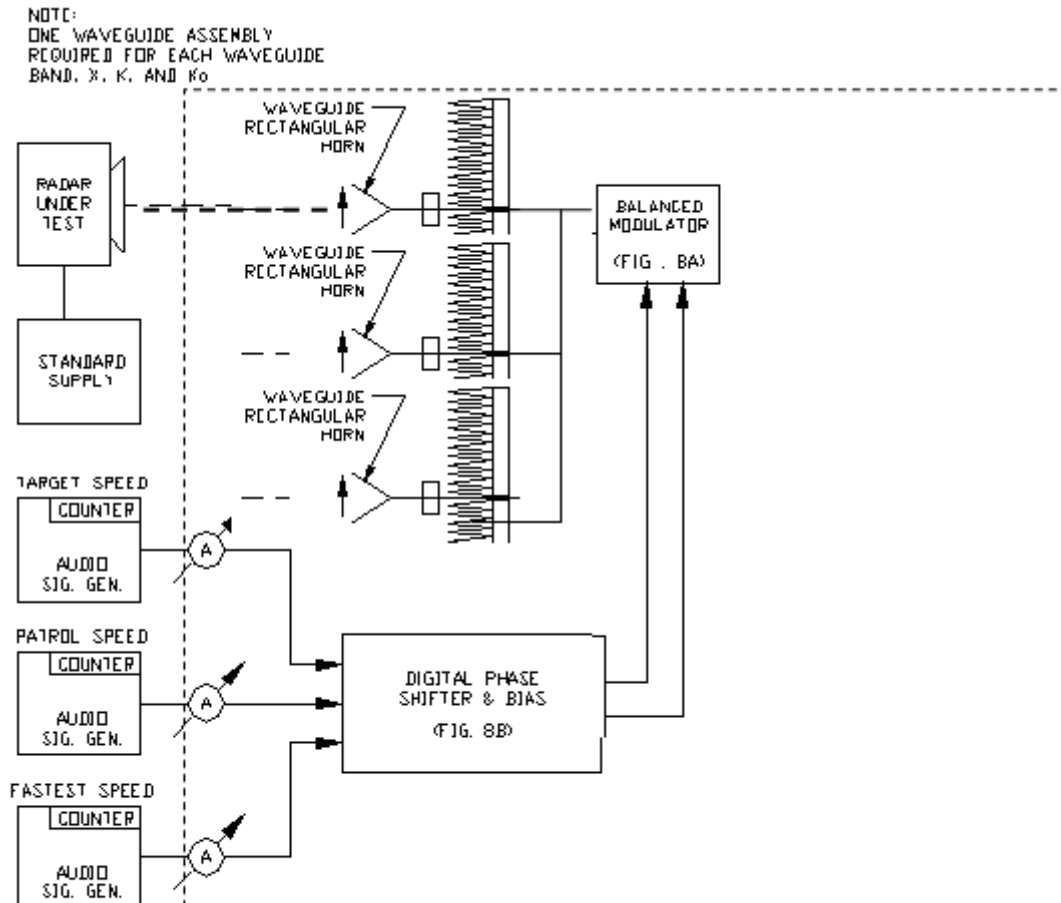 NOTE:
ONE WAVEGUIDE ASSEMBLY
REQUIRED FOR EACH WAVEGUIDE
BAND, X, K, AND Ka
WAVEGUIDE
RECTANGULAR
HORN
RADAR
UNDER
TEST
BALANCED
MODULATOR
(FIG. 8A)
WAVEGUIDE
RECTANGULAR
HORN
STANDARD
SUPPLY
WAVEGUIDE
RECTANGULAR
HORN
TARGET SPEED
COUNTER
AUDIO
SIG. GEN.
A
PATROL SPEED
COUNTER
AUDIO
SIG. GEN.
A
DIGITAL PHASE
SHIFTER & BIAS
(FIG. 8B)
FASTEST SPEED
COUNTER
AUDIO
SIG. GEN.
A